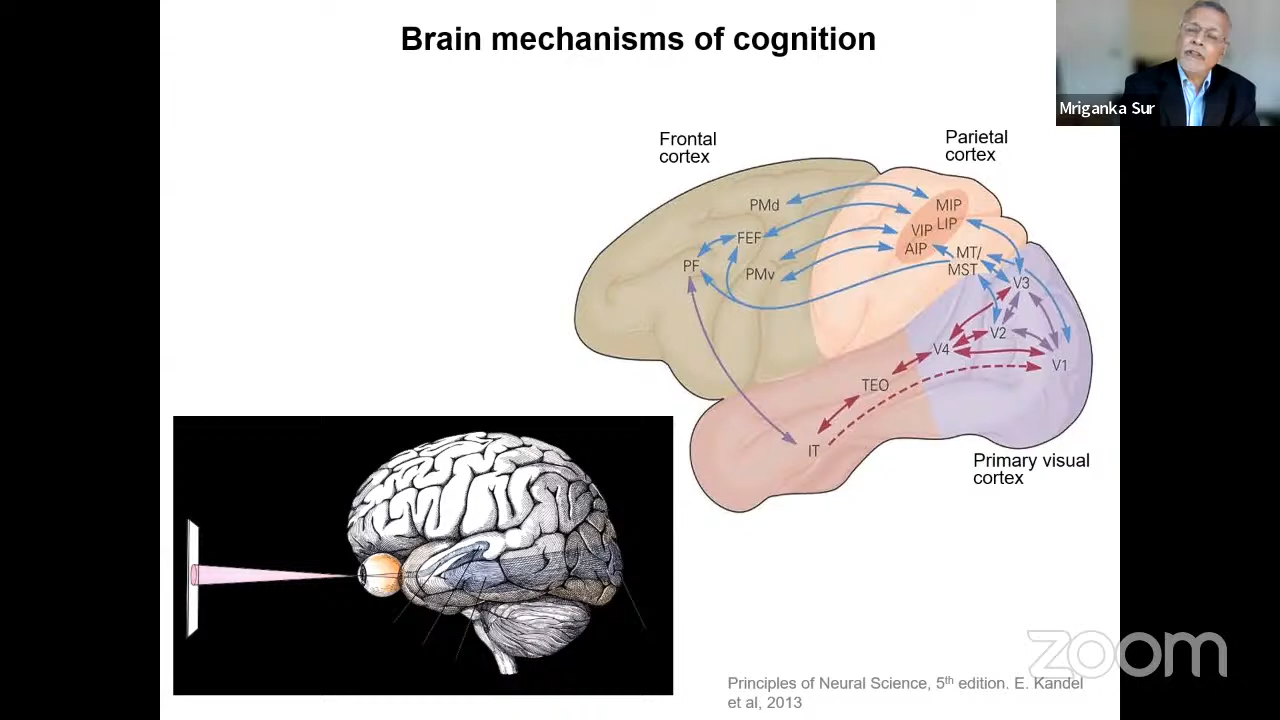 Brain mechanisms of cognition
Mriganka Sur
Frontal
cortex
Parietal
cortex
PMd
MIP
LIP
VIP
FEF
AIP
MT/
MST
PF
PMv
V3
V2
V4
V1
TEO
IT
Primary visual
cortex
zoom
Principles of Neural Science, 5th edition. E. Kandel
et al, 2013